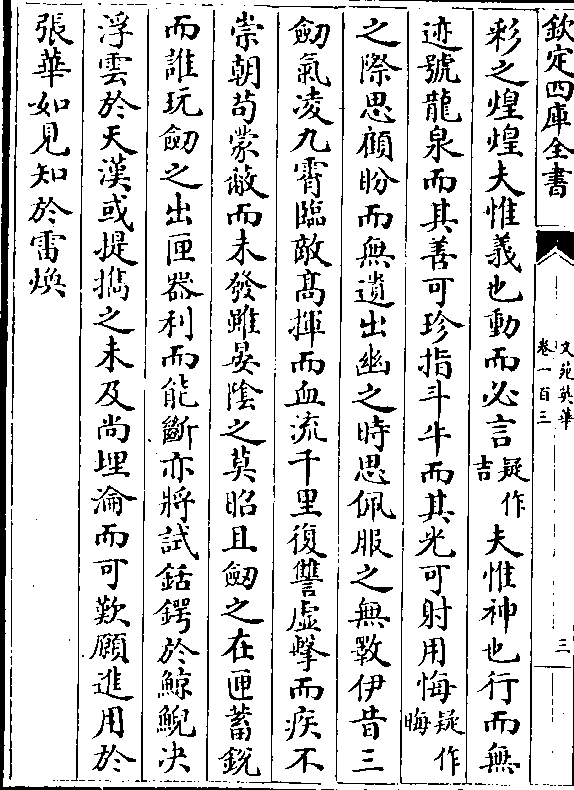 欽定四庫全書
文苑英華
卷一百三
三
彩之煌煌夫惟義也動而必言疑作吉夫惟神也行而無
迹號龍泉而其善可珍指斗牛而其光可射用悔疑作晦
之際思顧盼而無遺出幽之時思佩服之無斁伊昔三
劒氣凌九霄臨敵高揮而血流千里復讐虛擊而疾不
崇朝苟蒙蔽而未發雖晏隂之莫昭且劒之在匣蓄銳
而誰玩劒之出匣器利而能斷亦將試銛鍔於鯨鯢决
浮雲於天漢或提擕之未及尚埋淪而可歎願進用於
張華如見知於雷煥